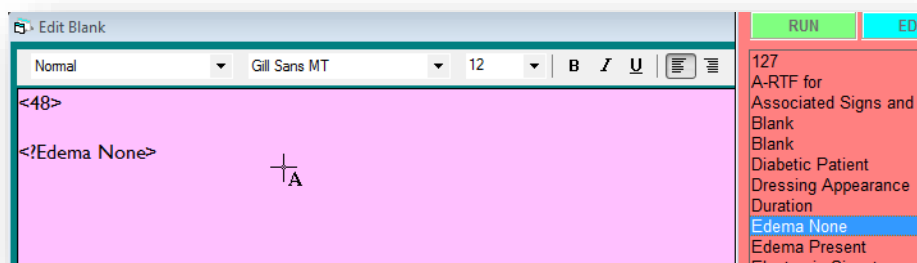 Edit Blank
Normal Gill Sans MT 12 B I U
<48>
<?Edema None>
A
RUN
127
A-RTF for
Associated Signs and
Blank
Blank
Diabetic Patient
Dressing Appearance
Duration
Edema None
Edema Present